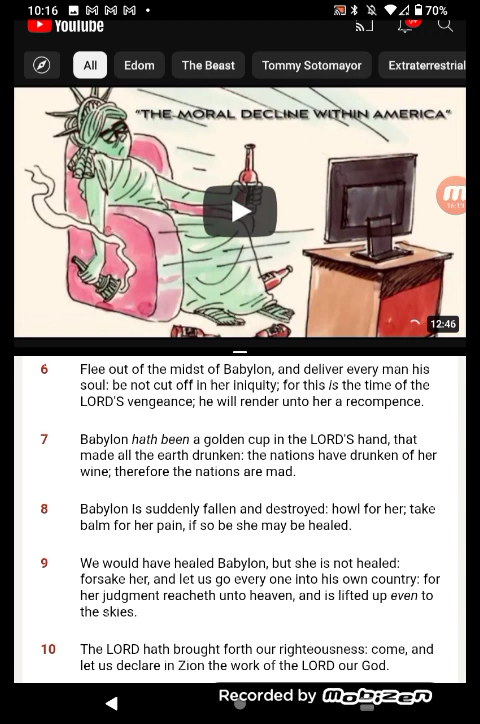 10:16 70%
YouTube
All Edom The Beast Tommy Sotomayor Extraterrestrial
"THE MORAL DECLINE WITHIN AMERICA"
12:46
6 Flee out of the midst of Babylon, and deliver every man his
soul: be not cut off in her iniquity; for this is the time of the
LORD'S vengeance; he will render unto her a recompence.
7 Babylon hath been a golden cup in the LORD'S hand, that
made all the earth drunken: the nations have drunken of her
wine; therefore the nations are mad.
8 Babylon Is suddenly fallen and destroyed: howl for her; take
balm for her pain, if so be she may be healed.
9 We would have healed Babylon, but she is not healed:
forsake her, and let us go every one into his own country: for
her judgment reacheth unto heaven, and is lifted up even to
the skies.
10 The LORD hath brought forth our righteousness: come, and
let us declare in Zion the work of the LORD our God.
Recorded by Mobizen